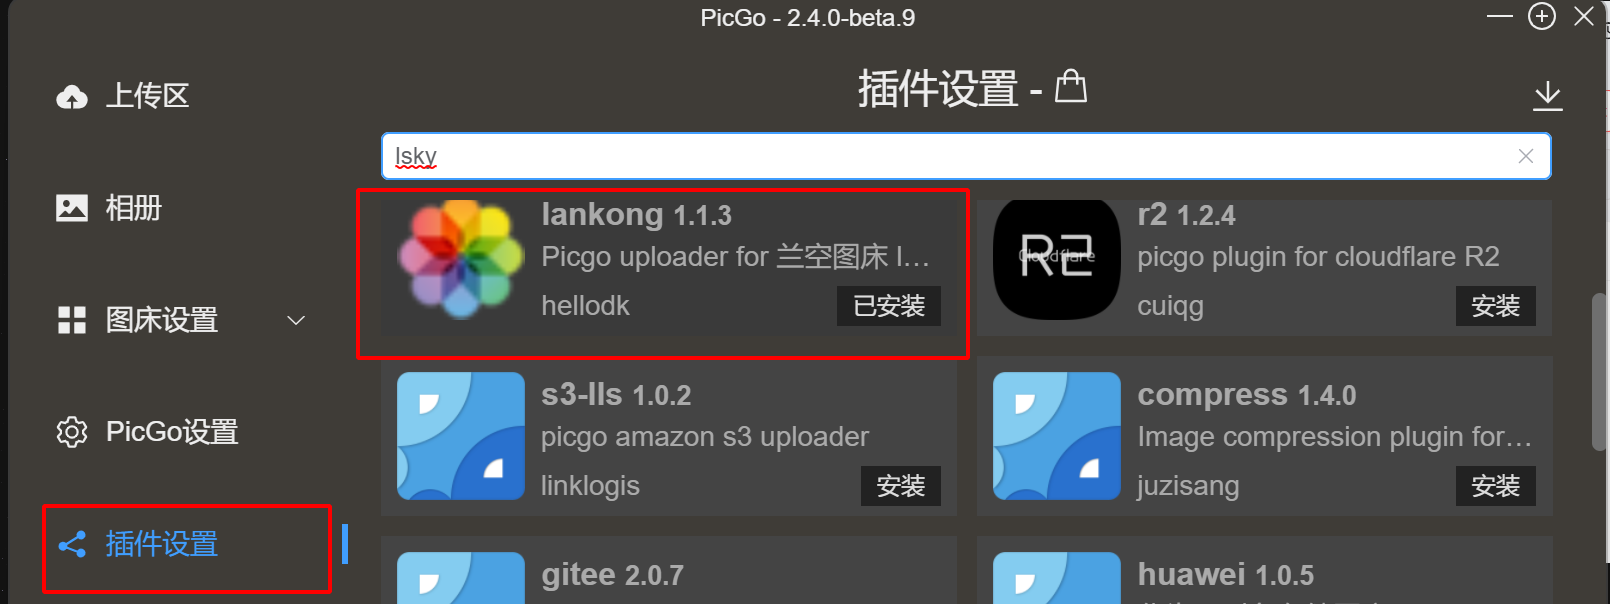 PicGo - 2.4.0-beta.9
上传区
相册
图床设置
PicGo设置
插件设置
插件设置 -
lsky
lankong 1.1.3
Picgo uploader for 兰空图床 l…
hellodk
已安装
r2 1.2.4
picgo plugin for cloudflare R2
cuiqg
安装
R2
Cloudflare
s3-lls 1.0.2
picgo amazon s3 uploader
linklogis
安装
compress 1.4.0
Image compression plugin for…
juzisang
安装
gitee 2.0.7
huawei 1.0.5